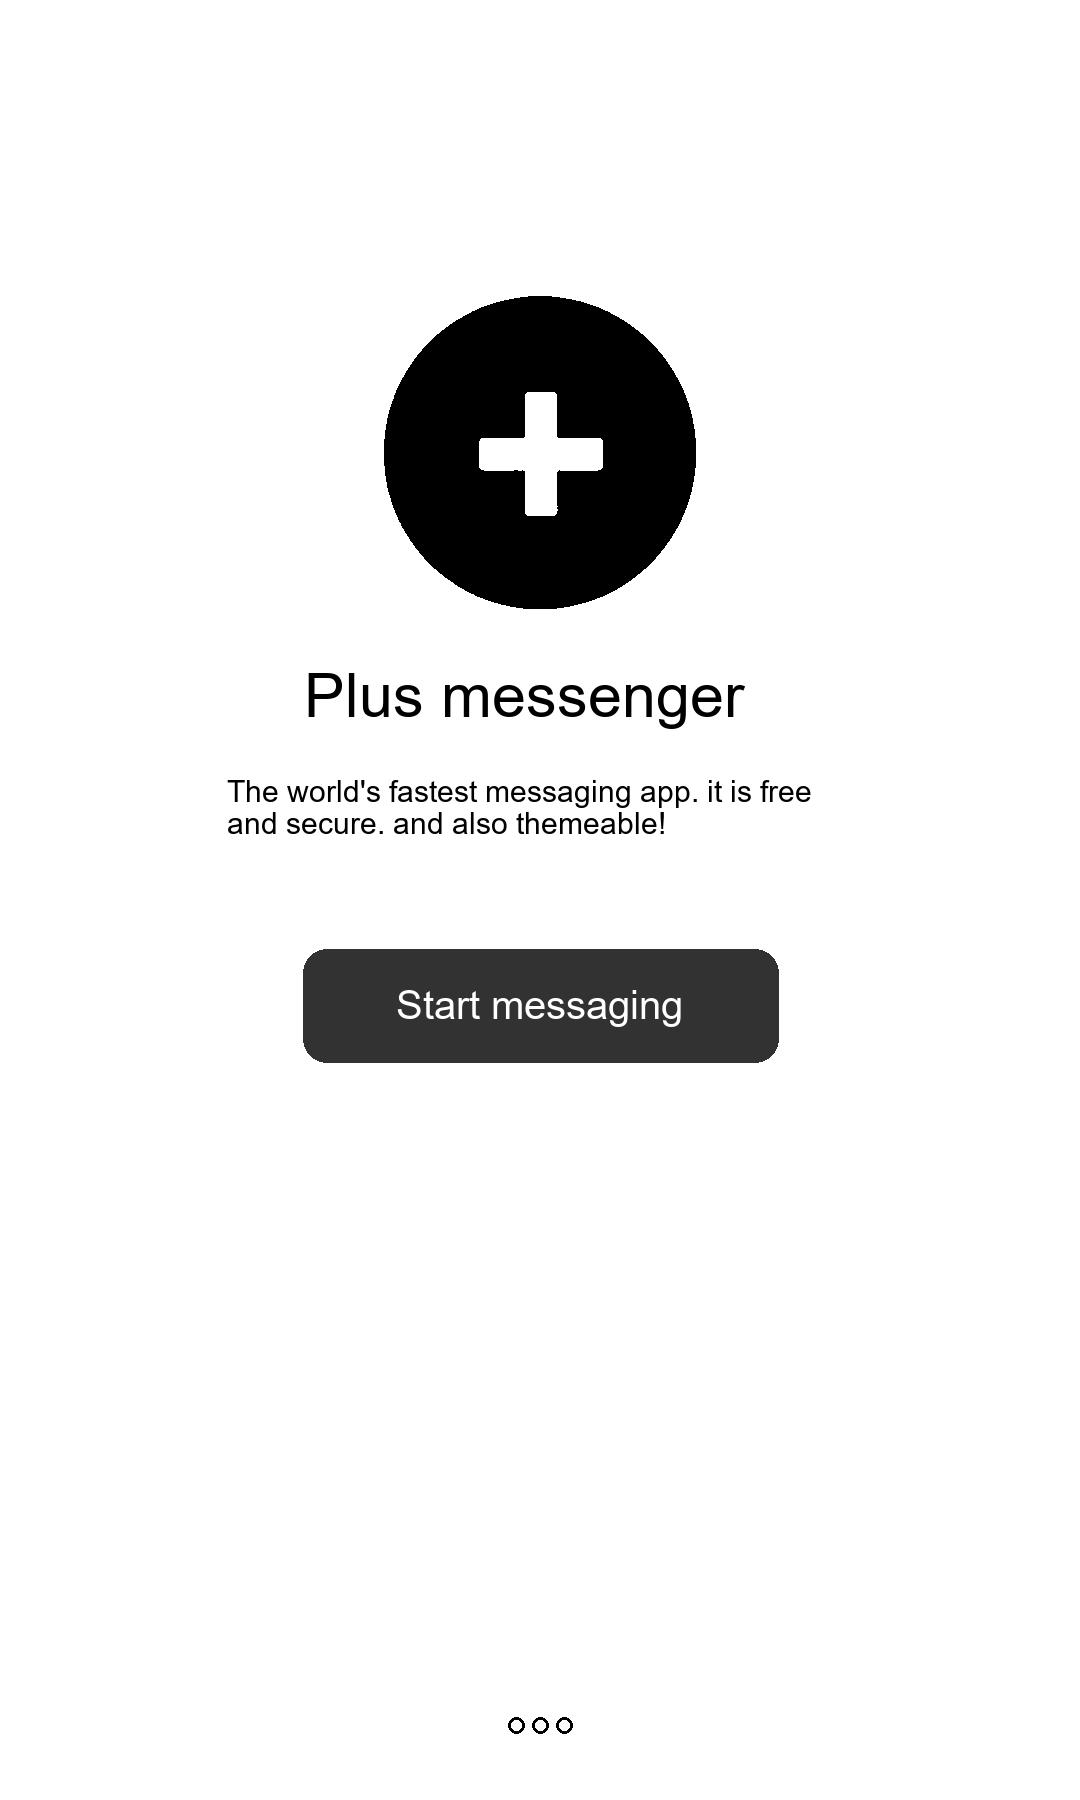 Plus messenger
The world's fastest messaging app. it is free
and secure. and also themeable!
Start messaging